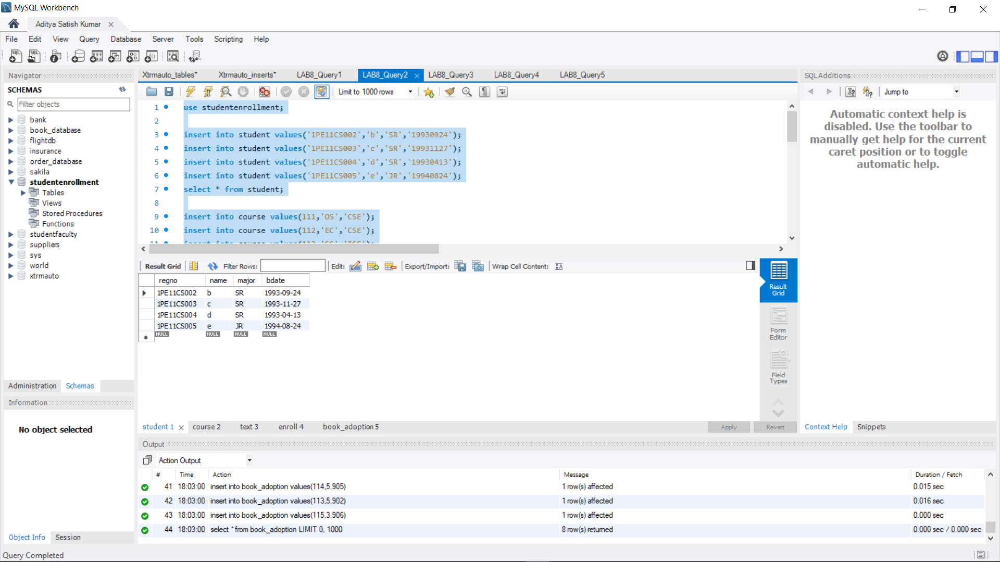 MySQL Workbench
Aditya Satish Kumar
File Edit View Query Database Server Tools Scripting Help
Navigator
SCHEMAS
Filter objects
bank
book_database
flightdb
insurance
order_database
sakila
studentenrollment
Tables
Views
Stored Procedures
Functions
studentfaculty
suppliers
sys
world
xtrmauto
Administration Schemas
Information
No object selected
Object Info Session
Query Completed
Xtrmauto_tables* Xtrmauto_inserts* LAB8_Query1 LAB8_Query2 LAB8_Query3 LAB8_Query4 LAB8_Query5
Limit to 1000 rows
1 use studentenrollment;
2
3 insert into student values('1PE11CS002','b','SR','19930924');
4 insert into student values('1PE11CS003','c','SR','19931127');
5 insert into student values('1PE11CS004','d','SR','19930413');
6 insert into student values('1PE11CS005','e','JR','19940824');
7 select * from student;
8
9 insert into course values(111,'OS','CSE');
10 insert into course values(112,'EC','CSE');
Result Grid Filter Rows: Edit: Export/Import: Wrap Cell Content:
regno name major bdate
1PE11CS002 b SR 1993-09-24
1PE11CS003 c SR 1993-11-27
1PE11CS004 d SR 1993-04-13
1PE11CS005 e JR 1994-08-24
NULL NULL NULL NULL
Result Grid
Form Editor
Field Types
student 1 course 2 text 3 enroll 4 book_adoption 5
Apply Revert
SQLAdditions
Jump to
Automatic context help is
disabled. Use the toolbar to
manually get help for the current
caret position or to toggle
automatic help.
Context Help Snippets
Output
Action Output
# Time Action Message Duration / Fetch
41 18:03:00 insert into book_adoption values(114,5,905) 1 row(s) affected 0.015 sec
42 18:03:00 insert into book_adoption values(113,5,902) 1 row(s) affected 0.016 sec
43 18:03:00 insert into book_adoption values(115,3,906) 1 row(s) affected 0.000 sec
44 18:03:00 select * from book_adoption LIMIT 0, 1000 8 row(s) returned 0.000 sec / 0.000 sec